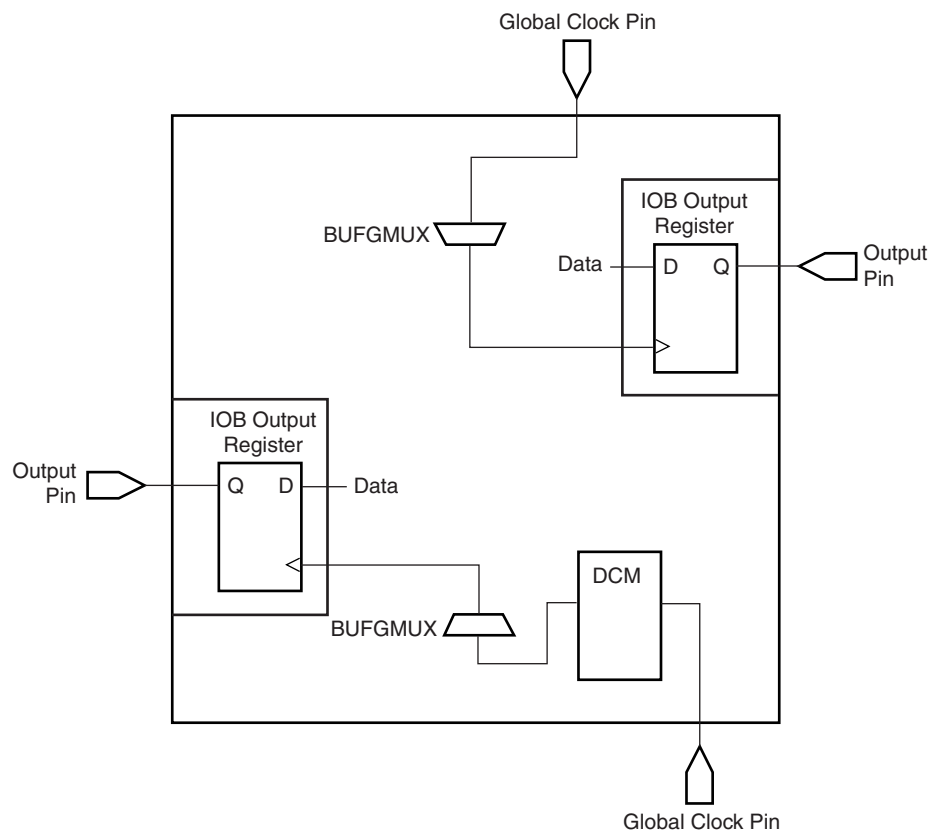 Global Clock Pin
IOB Output
Register
BUFGMUX
Data
D Q
Output
Pin
IOB Output
Register
Output
Pin
Q D
Data
DCM
BUFGMUX
Global Clock Pin